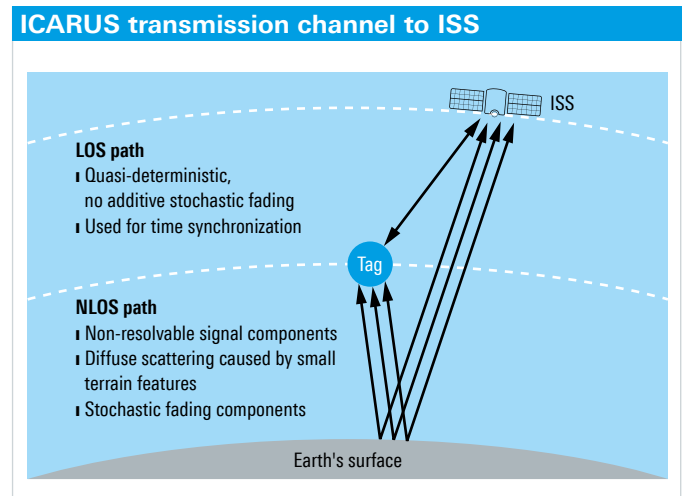 ICARUS transmission channel to ISS
ISS
LOS path
ı Quasi-deterministic,
no additive stochastic fading
ı Used for time synchronization
Tag
NLOS path
ı Non-resolvable signal components
ı Diffuse scattering caused by small
terrain features
ı Stochastic fading components
Earth's surface